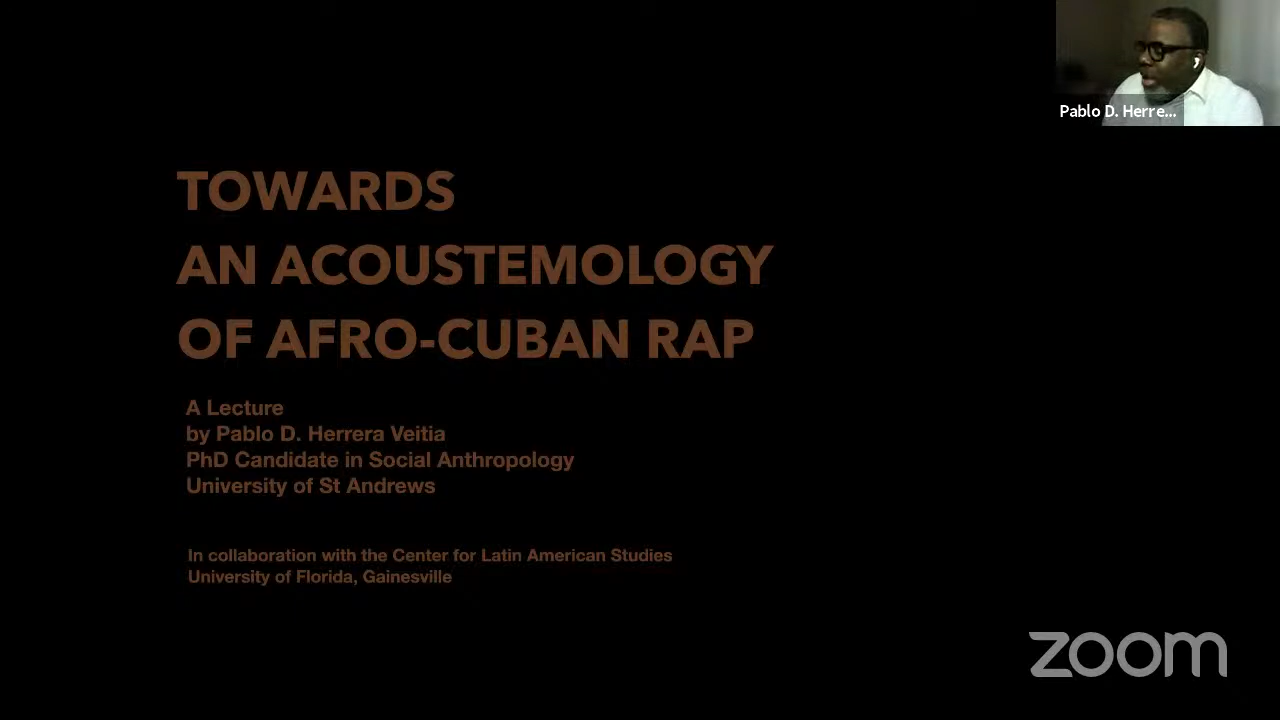 Pablo D. Herre...
TOWARDS
AN ACOUSTEMOLOGY
OF AFRO-CUBAN RAP
A Lecture
by Pablo D. Herrera Veitia
PhD Candidate in Social Anthropology
University of St Andrews
In collaboration with the Center for Latin American Studies
University of Florida, Gainesville
zoom